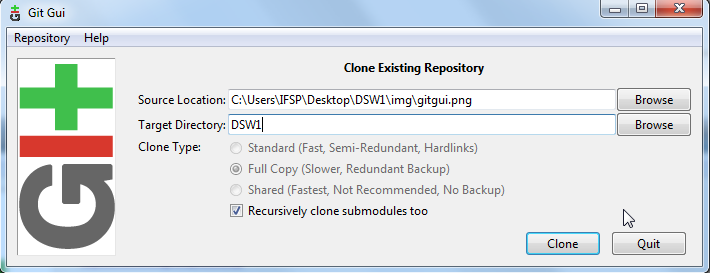 Git Gui
Repository Help
Clone Existing Repository
Source Location: C:\Users\IFSP\Desktop\DSW1\img\gitgui.png Browse
Target Directory: DSW1 Browse
Clone Type: Standard (Fast, Semi-Redundant, Hardlinks)
Full Copy (Slower, Redundant Backup)
Shared (Fastest, Not Recommended, No Backup)
Recursively clone submodules too
Clone Quit